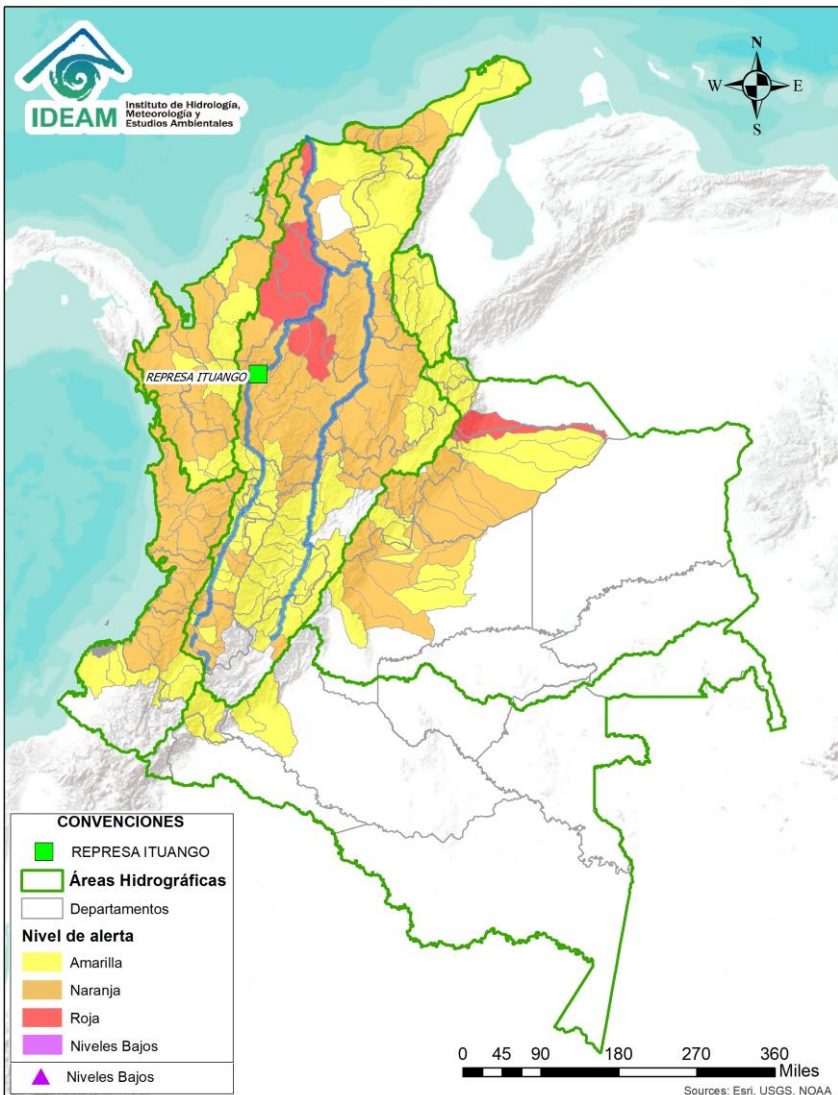 IDEAM
Instituto de Hidrología,
Meteorología y
Estudios Ambientales
N
W
E
S
REPRESA ITUANGO
CONVENCIONES
REPRESA ITUANGO
Áreas Hidrográficas
Departamentos
Nivel de alerta
Amarilla
Naranja
Roja
Niveles Bajos
Niveles Bajos
0 45 90 180 270 360
Miles
Sources: Esri, USGS, NOAA